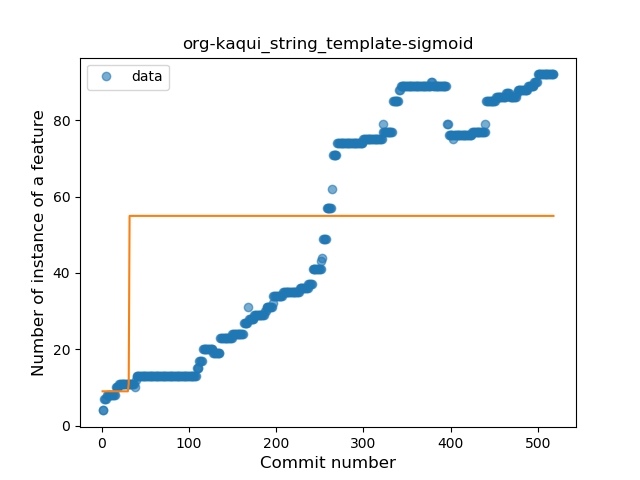 org-kaqui_string_template-sigmoid
data
Number of instance of a feature
80
60
40
20
0
0 100 200 300 400 500
Commit number